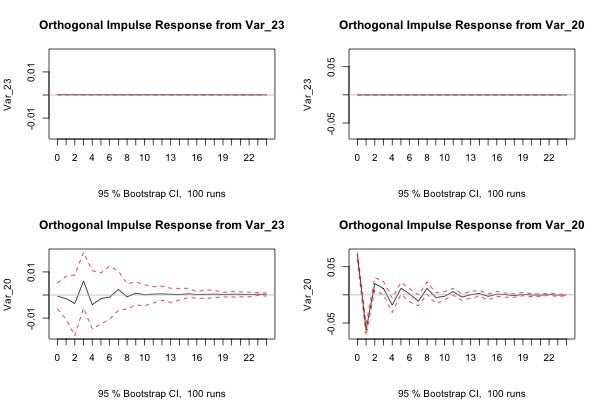 Orthogonal Impulse Response from Var_23
Orthogonal Impulse Response from Var_20
Var_23
0.01
-0.01
0 2 4 6 8 10 13 16 19 22
95 % Bootstrap CI, 100 runs
Var_23
0.05
-0.05
0 2 4 6 8 10 13 16 19 22
95 % Bootstrap CI, 100 runs
Orthogonal Impulse Response from Var_23
Orthogonal Impulse Response from Var_20
Var_20
0.01
-0.01
0 2 4 6 8 10 13 16 19 22
95 % Bootstrap CI, 100 runs
Var_20
0.05
-0.05
0 2 4 6 8 10 13 16 19 22
95 % Bootstrap CI, 100 runs